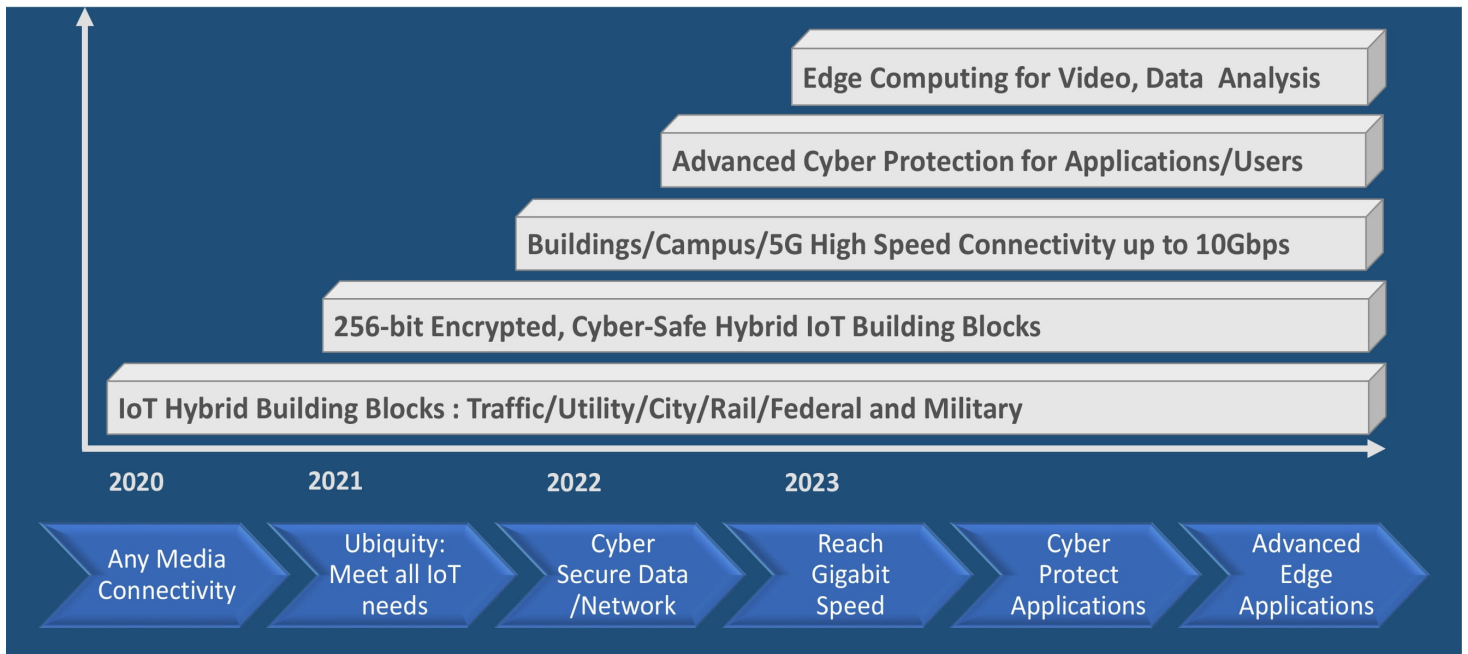 Edge Computing for Video, Data  Analysis
Advanced Cyber Protection for Applications/Users
Buildings/Campus/5G High Speed Connectivity up to 10Gbps
256-bit Encrypted, Cyber-Safe Hybrid IoT Building Blocks
IoT Hybrid Building Blocks : Traffic/Utility/City/Rail/Federal and Military
2020 2021 2022 2023
Any Media
Connectivity
Ubiquity:
Meet all IoT
needs
Cyber
Secure Data
/Network
Reach
Gigabit
Speed
Cyber
Protect
Applications
Advanced
Edge
Applications